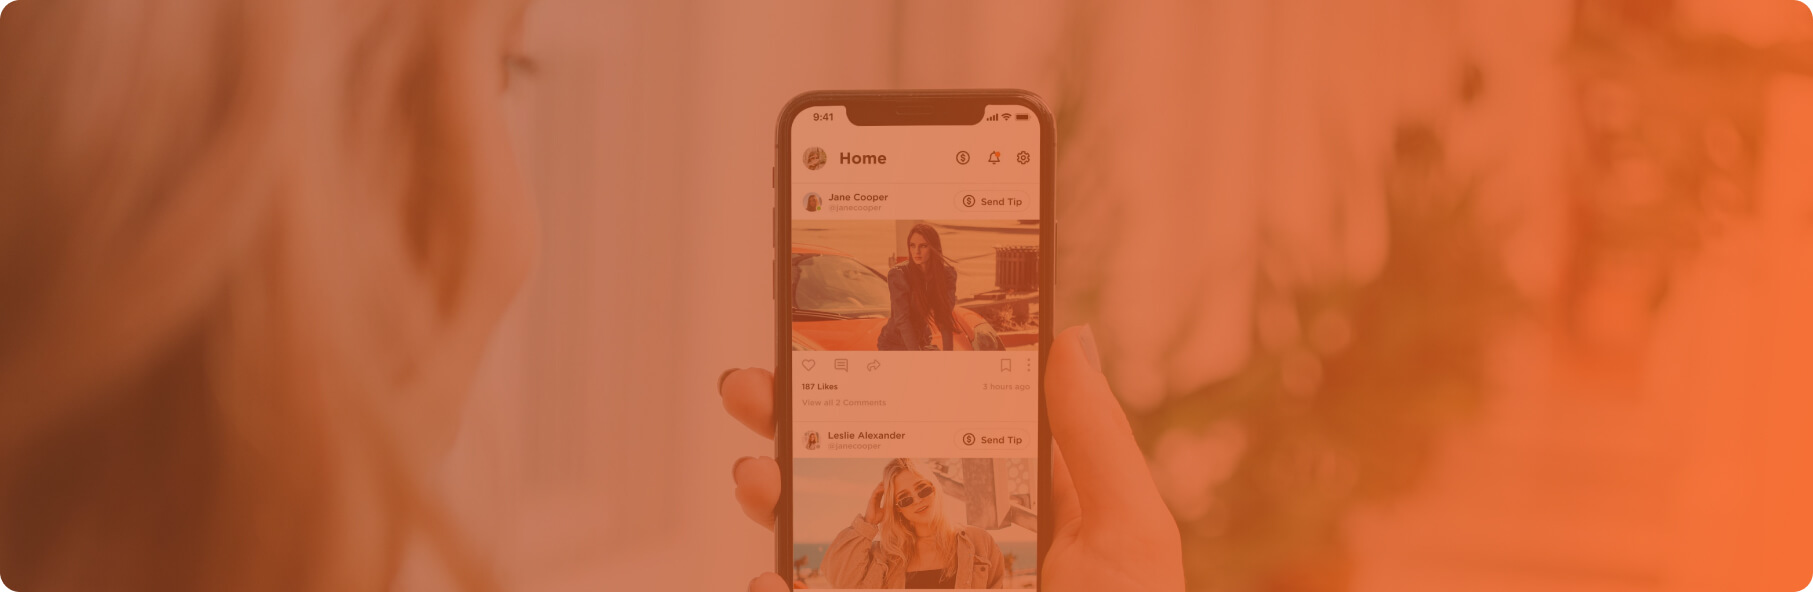 9:41
Home
Jane Cooper
@janecooper
Send Tip
187 Likes
3 hours ago
View all 2 Comments
Leslie Alexander
@janecooper
Send Tip